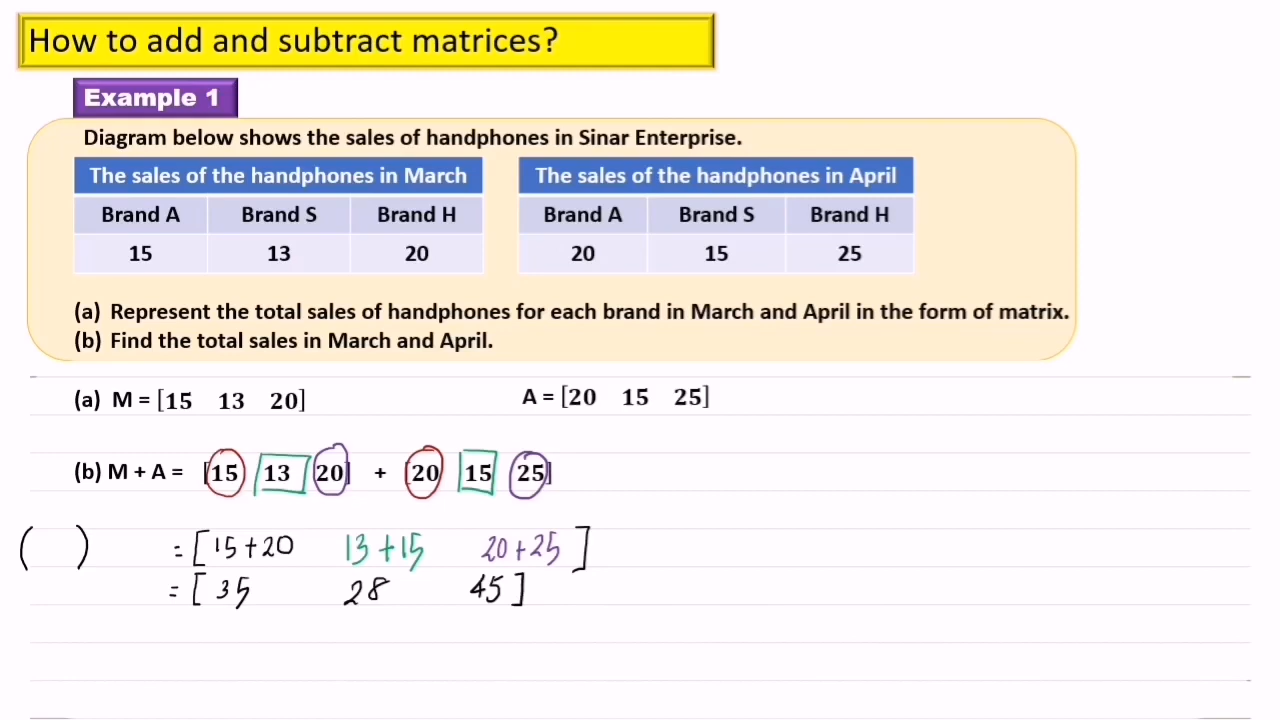 How to add and subtract matrices?
Example 1
Diagram below shows the sales of handphones in Sinar Enterprise.
The sales of the handphones in March
Brand A Brand S Brand H
15 13 20
The sales of the handphones in April
Brand A Brand S Brand H
20 15 25
(a) Represent the total sales of handphones for each brand in March and April in the form of matrix.
(b) Find the total sales in March and April.
(a) M = [15 13 20] A = [20 15 25]
(b) M + A = [15 13 20] + [20 15 25]
( ) = [15+20 13+15 20+25]
= [35 28 45]